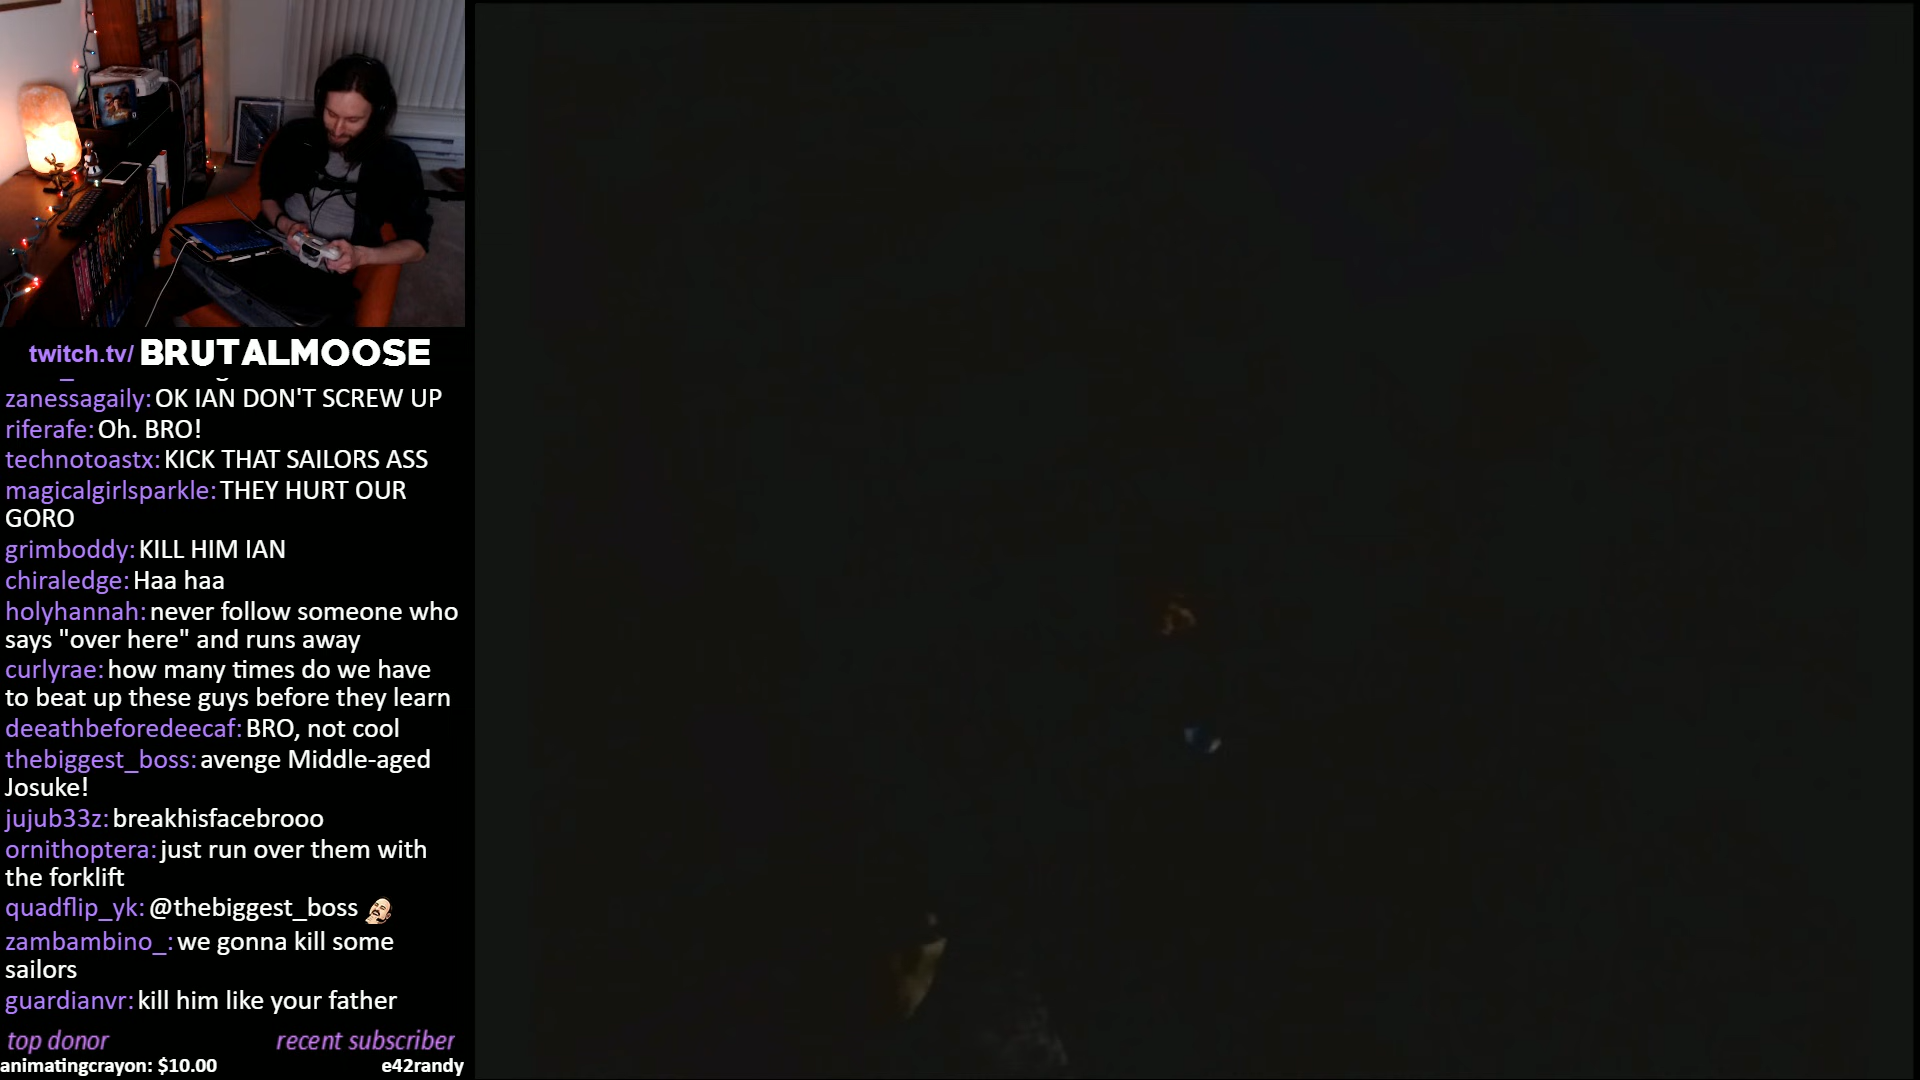 twitch.tv/ BRUTALMOOSE
zanessagaily: OK IAN DON'T SCREW UP
riferafe: Oh. BRO!
technotoastx: KICK THAT SAILORS ASS
magicalgirlsparkle: THEY HURT OUR
GORO
grimboddy: KILL HIM IAN
chiraledge: Haa haa
holyhannah: never follow someone who
says "over here" and runs away
curlyrae: how many times do we have
to beat up these guys before they learn
deeathbeforedeecaf: BRO, not cool
thebiggest_boss: avenge Middle-aged
Josuke!
jujub33z: breakhisfacebrooo
ornithoptera: just run over them with
the forklift
quadflip_yk: @thebiggest_boss
zambambino_: we gonna kill some
sailors
guardianvr: kill him like your father
top donor recent subscriber
animatingcrayon: $10.00 e42randy